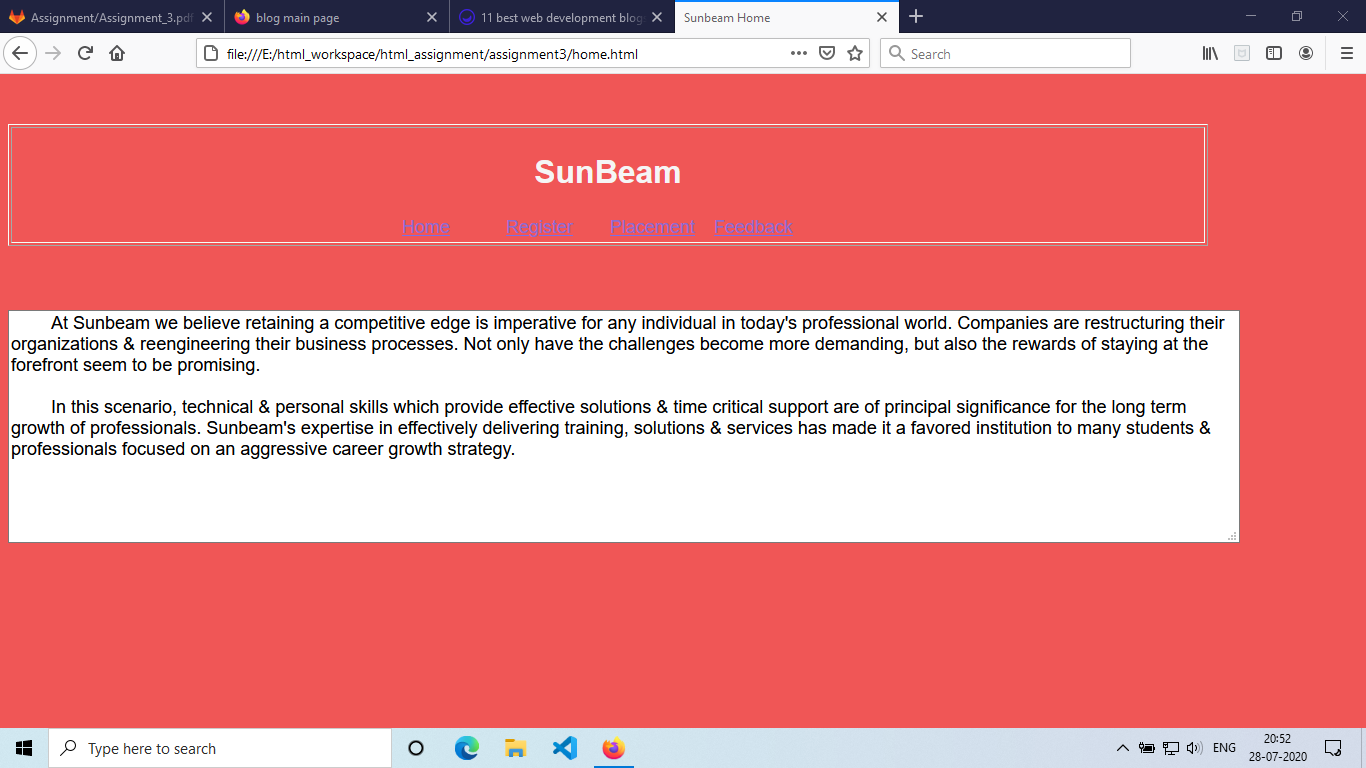 Assignment/Assignment_3.pdf
blog main page
11 best web development blog
Sunbeam Home
file:///E:/html_workspace/html_assignment/assignment3/home.html
Search
SunBeam
Home Register Placement Feedback
At Sunbeam we believe retaining a competitive edge is imperative for any individual in today's professional world. Companies are restructuring their
organizations & reengineering their business processes. Not only have the challenges become more demanding, but also the rewards of staying at the
forefront seem to be promising.
In this scenario, technical & personal skills which provide effective solutions & time critical support are of principal significance for the long term
growth of professionals. Sunbeam's expertise in effectively delivering training, solutions & services has made it a favored institution to many students &
professionals focused on an aggressive career growth strategy.
Type here to search
ENG
20:52
28-07-2020